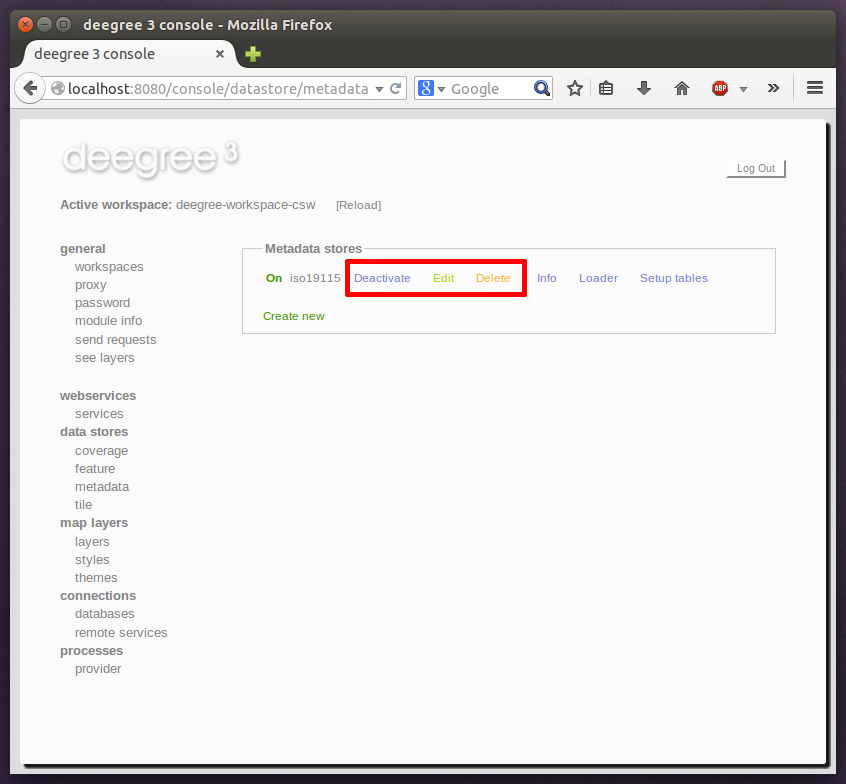 deegree 3 console - Mozilla Firefox
deegree 3 console
localhost:8080/console/datastore/metadata
8 Google
ABP
deegree 3
Log Out
Active workspace: deegree-workspace-csw [Reload]
general
workspaces
proxy
password
module info
send requests
see layers
webservices
services
data stores
coverage
feature
metadata
tile
map layers
layers
styles
themes
connections
databases
remote services
processes
provider
Metadata stores
On iso19115 Deactivate Edit Delete Info Loader Setup tables
Create new